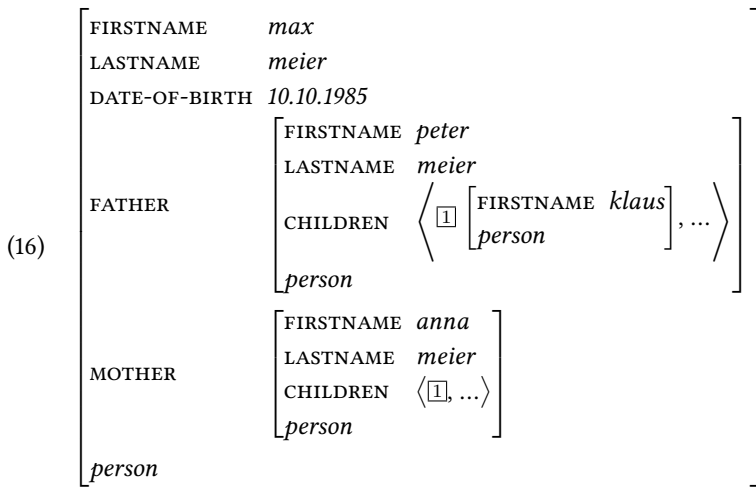 FIRSTNAME max
LASTNAME meier
DATE-OF-BIRTH 10.10.1985
FIRSTNAME peter
LASTNAME meier
(16) FATHER CHILDREN ⟨ 1 [FIRSTNAME klaus
person], ... ⟩
person
FIRSTNAME anna
LASTNAME meier
MOTHER CHILDREN ⟨1, ...⟩
person
person